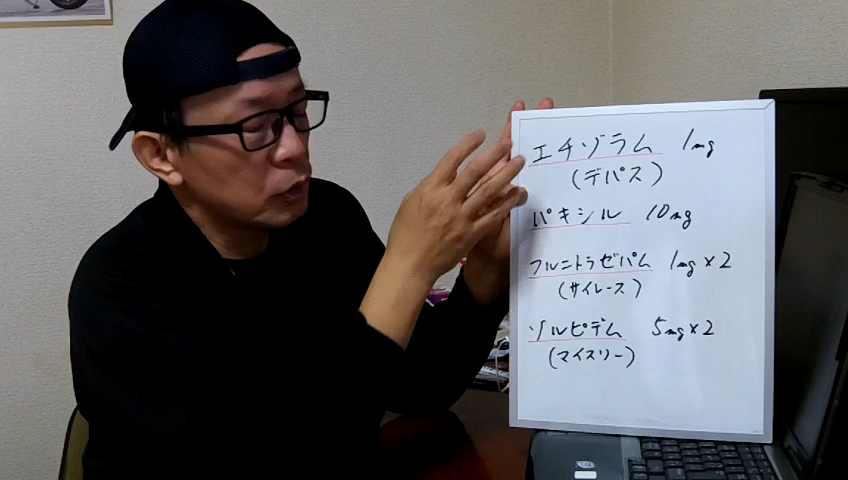 エチゾラム 1mg
(デパス)
パキシル 10mg
フルニトラゼパム 1mg×2
(サイレース)
ゾルピデム 5mg×2
(マイスリー)